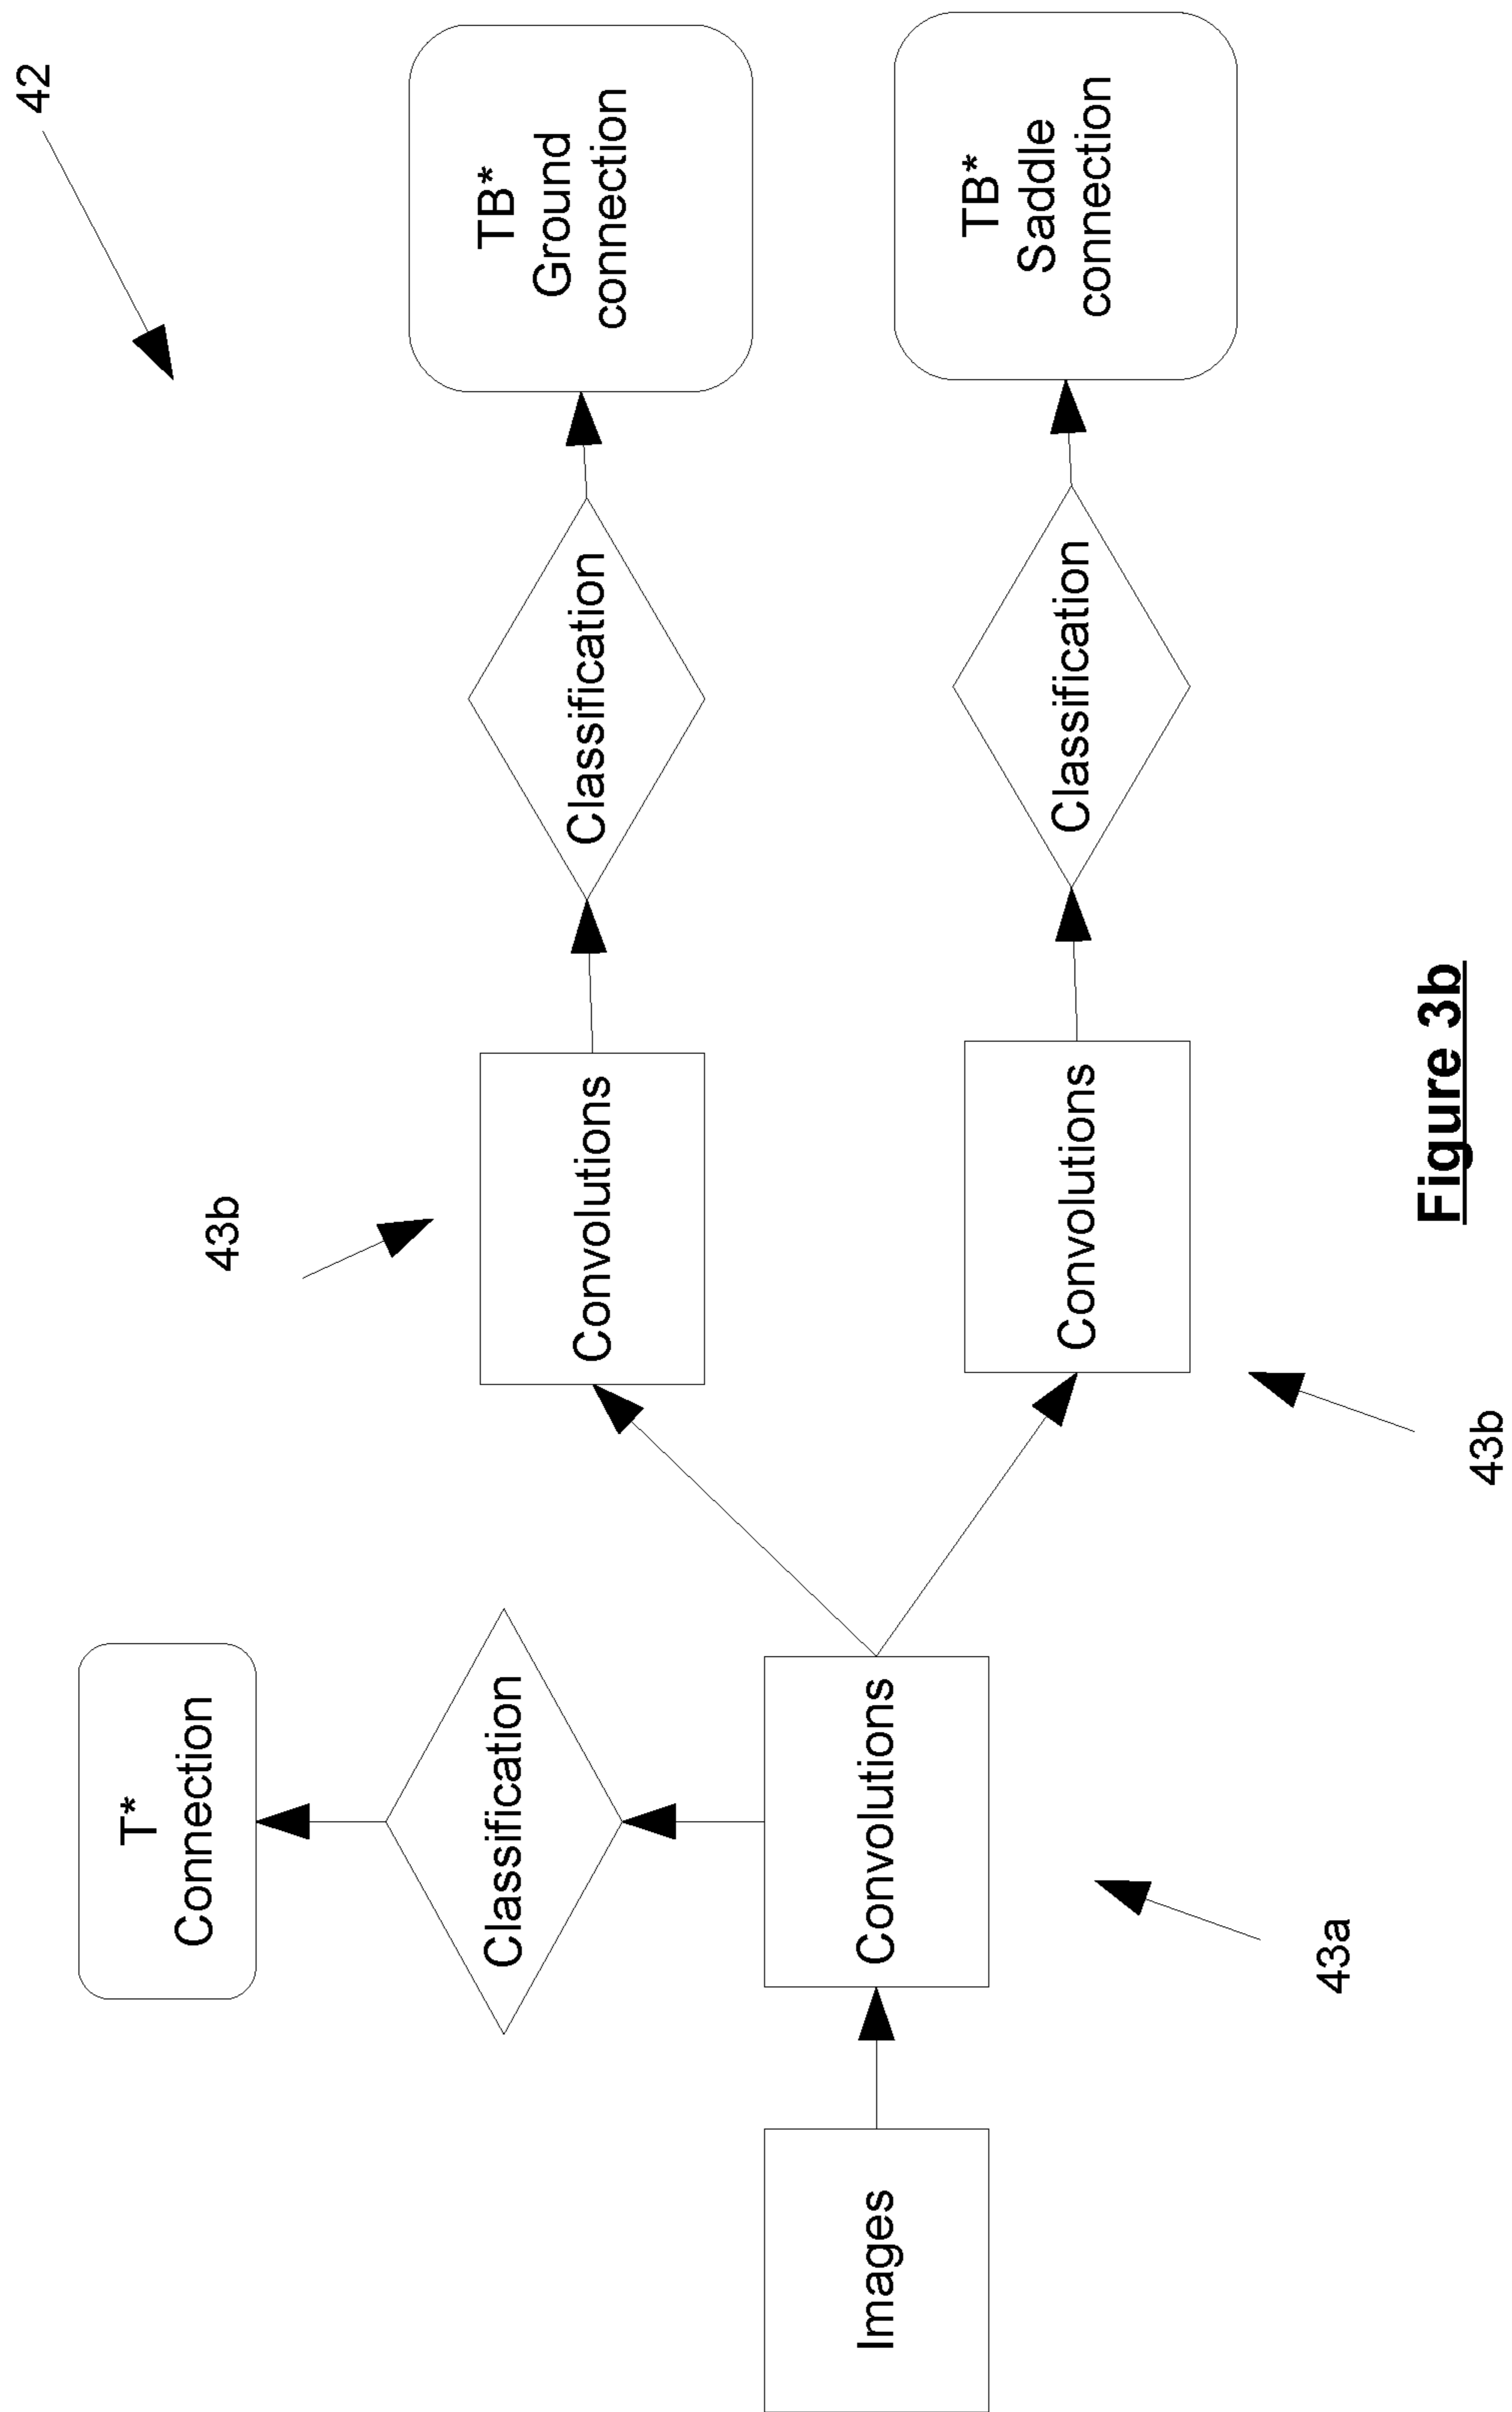 42
T*
Connection
43b
Classification
Convolutions
Classification
TB*
Ground
connection
Images
Convolutions
Convolutions
Classification
TB*
Saddle
connection
43a
43b
Figure 3b